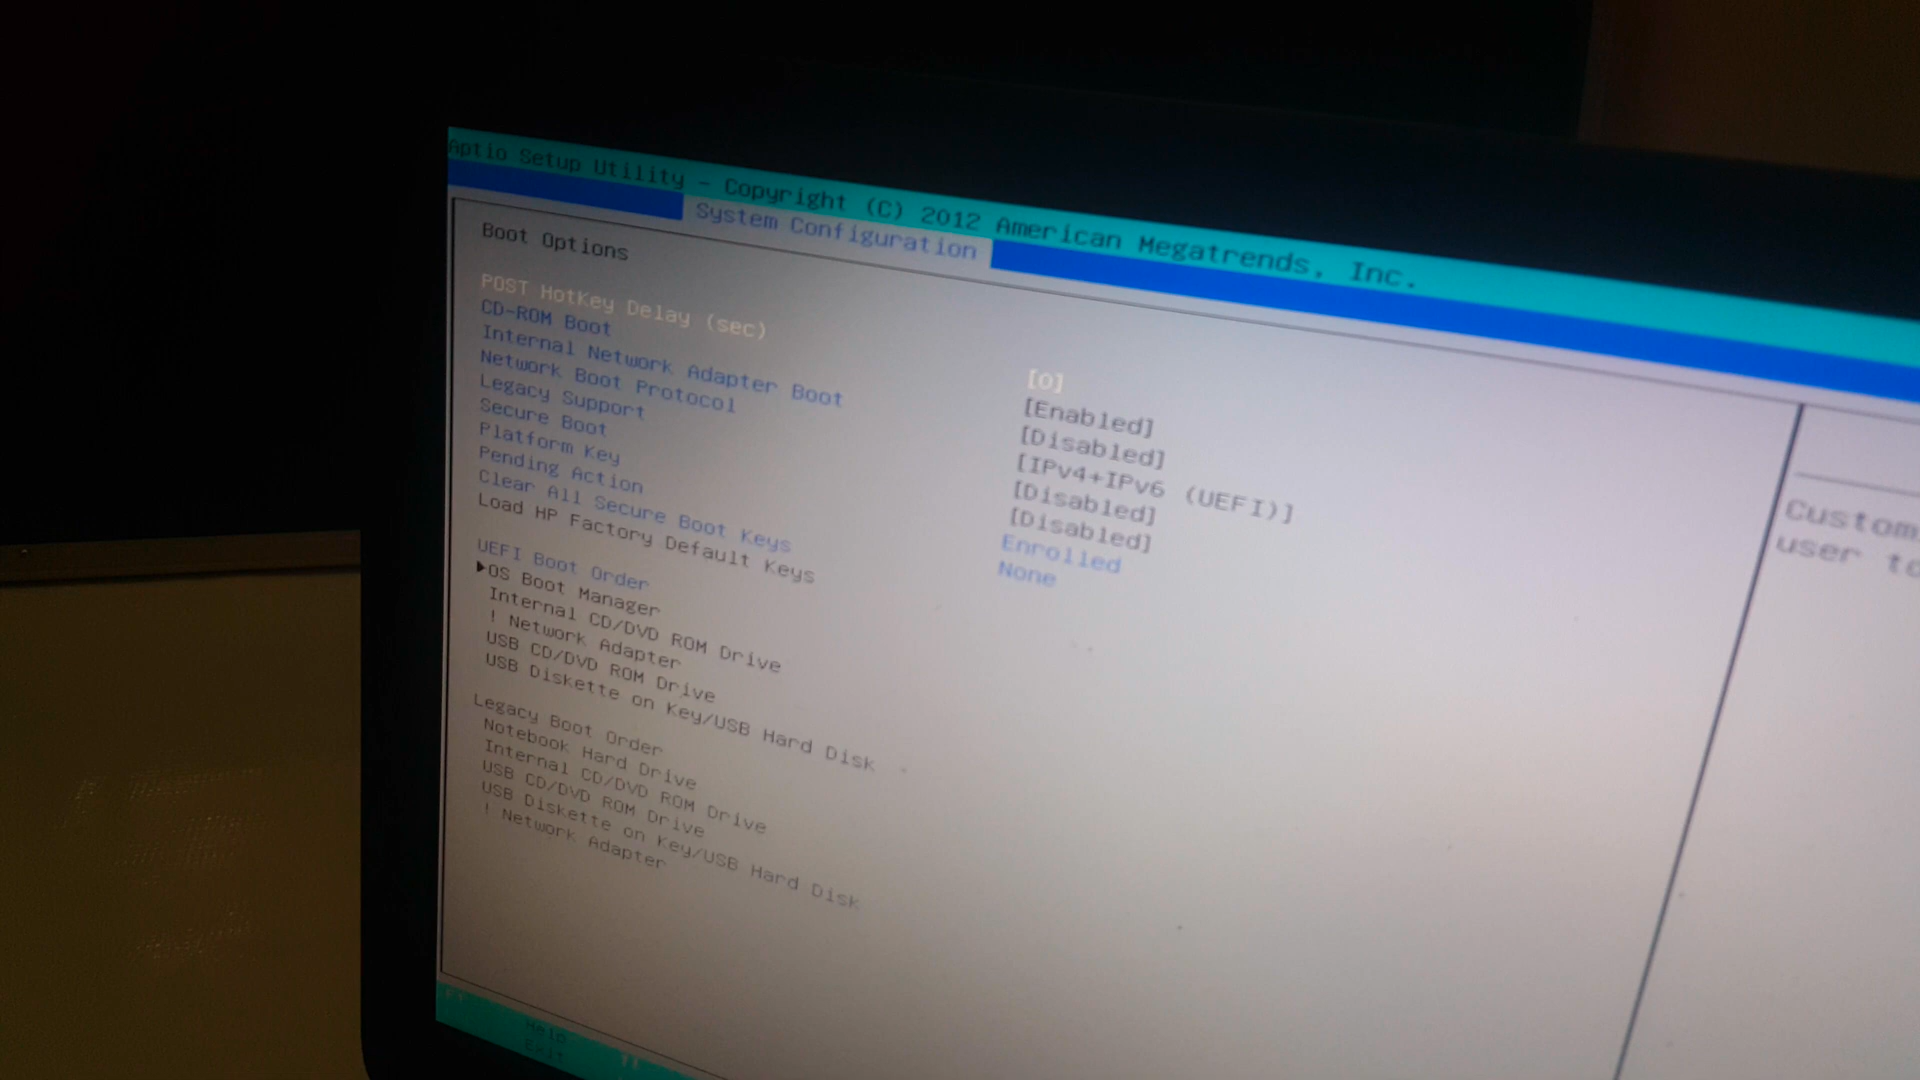 Aptio Setup Utility - Copyright (C) 2012 American Megatrends, Inc.
System Configuration
Boot Options
POST HotKey Delay (sec) [0]
CD-ROM Boot [Enabled]
Internal Network Adapter Boot [Disabled]
Network Boot Protocol [IPv4+IPv6 (UEFI)]
Legacy Support [Disabled]
Secure Boot [Disabled]
Platform Key Enrolled
Pending Action None
Clear All Secure Boot Keys
Load HP Factory Default Keys
UEFI Boot Order
▶OS Boot Manager
Internal CD/DVD ROM Drive
! Network Adapter
USB CD/DVD ROM Drive
USB Diskette on Key/USB Hard Disk
Legacy Boot Order
Notebook Hard Drive
Internal CD/DVD ROM Drive
USB CD/DVD ROM Drive
USB Diskette on Key/USB Hard Disk
! Network Adapter
Custom
user to
Help
Exit